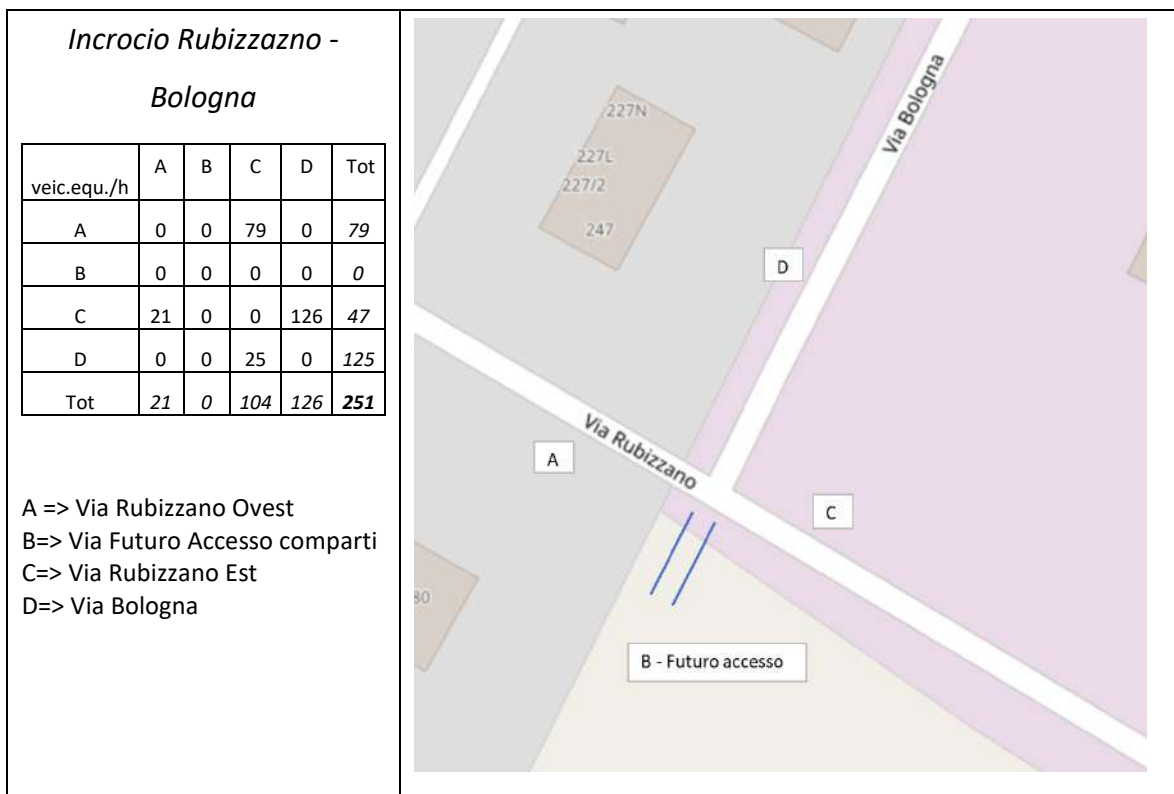 Incrocio Rubizzazno -
Bologna
veic.equ./h A B C D Tot
A 0 0 79 0 79
B 0 0 0 0 0
C 21 0 0 126 47
D 0 0 25 0 125
Tot 21 0 104 126 251
A => Via Rubizzano Ovest
B=> Via Futuro Accesso comparti
C=> Via Rubizzano Est
D=> Via Bologna
227N
227L
227/2
247
Via Bologna
D
Via Rubizzano
A
C
80
B - Futuro accesso